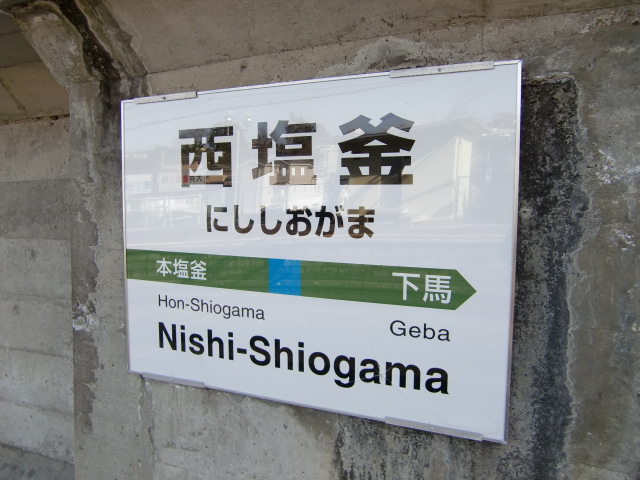 西塩釜
にししおがま
本塩釜 下馬
Hon-Shiogama Geba
Nishi-Shiogama